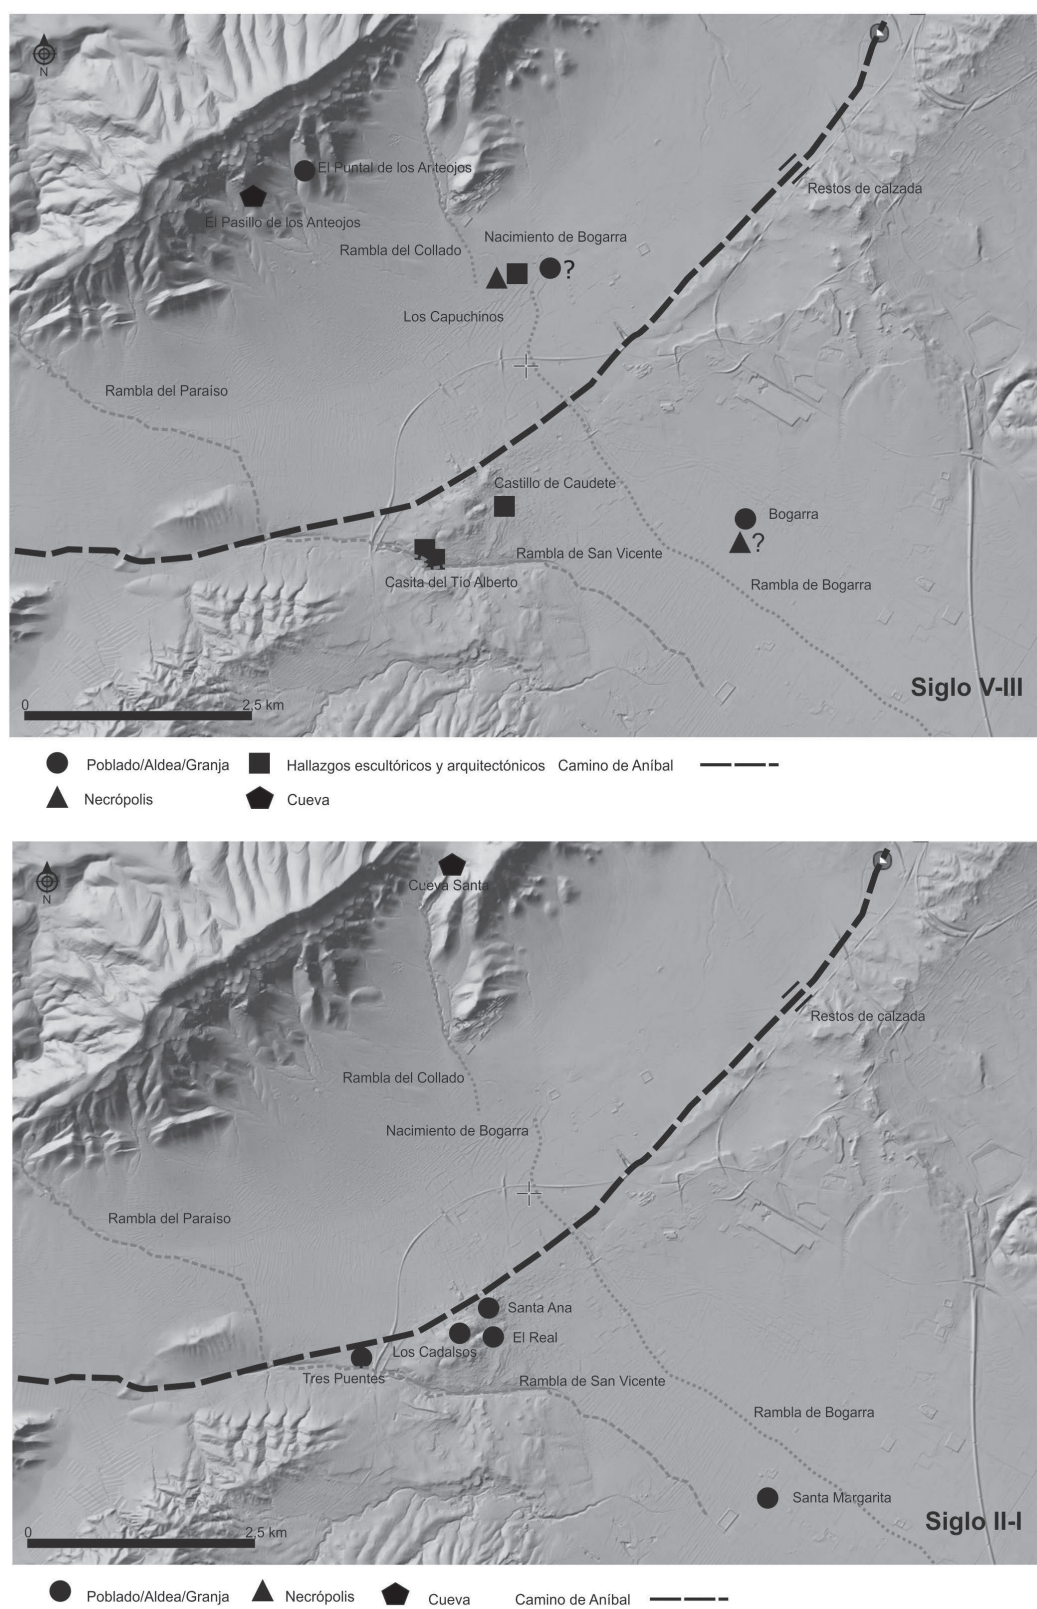 N
El Puntal de los Anteojos
El Pasillo de los Anteojos
Restos de calzada
Rambla del Collado
Nacimiento de Bogarra
?
Los Capuchinos
Rambla del Paraíso
Castillo de Caudete
Bogarra
?
Rambla de San Vicente
Casita del Tío Alberto
Rambla de Bogarra
Siglo V-III
0 2,5 km
Poblado/Aldea/Granja Hallazgos escultóricos y arquitectónicos Camino de Aníbal
Necrópolis Cueva
N
Cueva Santa
Restos de calzada
Rambla del Collado
Nacimiento de Bogarra
Rambla del Paraíso
Santa Ana
El Real
Los Cadalsos
Tres Puentes
Rambla de San Vicente
Rambla de Bogarra
Santa Margarita
Siglo II-I
0 2,5 km
Poblado/Aldea/Granja Necrópolis Cueva Camino de Aníbal